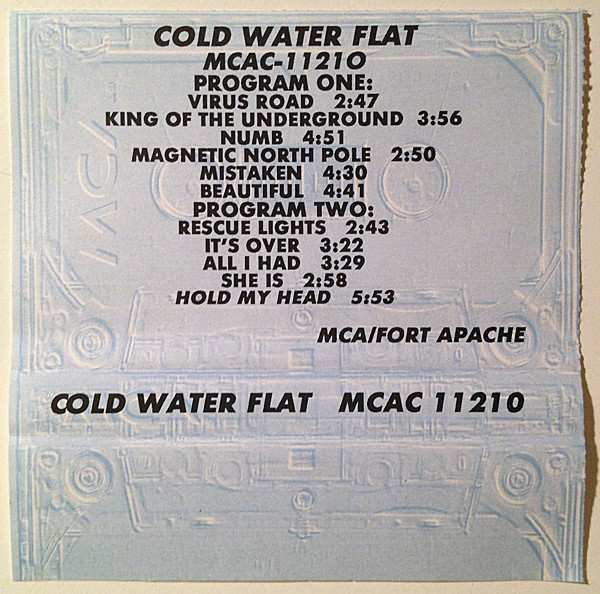 COLD WATER FLAT
MCAC-11210
PROGRAM ONE:
VIRUS ROAD 2:47
KING OF THE UNDERGROUND 3:56
NUMB 4:51
MAGNETIC NORTH POLE 2:50
MISTAKEN 4:30
BEAUTIFUL 4:41
PROGRAM TWO:
RESCUE LIGHTS 2:43
IT'S OVER 3:22
ALL I HAD 3:29
SHE IS 2:58
HOLD MY HEAD 5:53
MCA/FORT APACHE
COLD WATER FLAT MCAC 11210
MCA